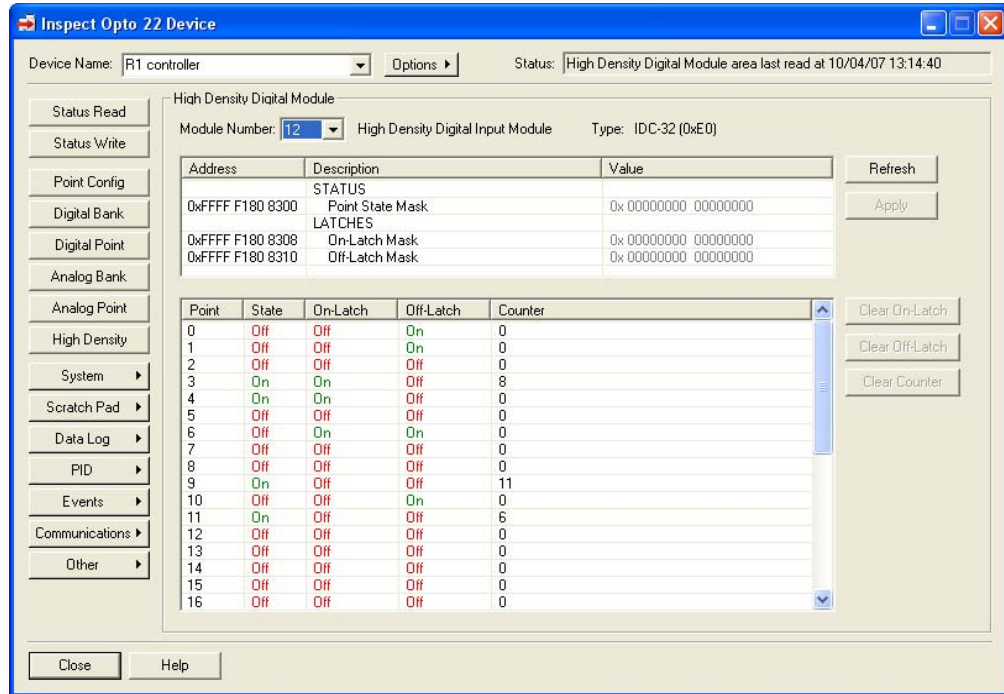 Inspect Opto 22 Device
Device Name: R1 controller Options Status: High Density Digital Module area last read at 10/04/07 13:14:40
Status Read
Status Write
Point Config
Digital Bank
Digital Point
Analog Bank
Analog Point
High Density
System
Scratch Pad
Data Log
PID
Events
Communications
Other
High Density Digital Module
Module Number: 12 High Density Digital Input Module Type: IDC-32 (0xE0)
Address Description Value
STATUS
0xFFFF F180 8300 Point State Mask 0x 00000000 00000000
LATCHES
0xFFFF F180 8308 On-Latch Mask 0x 00000000 00000000
0xFFFF F180 8310 Off-Latch Mask 0x 00000000 00000000
Refresh
Apply
Point State On-Latch Off-Latch Counter
0 Off Off On 0
1 Off Off On 0
2 Off Off Off 0
3 On On Off 8
4 On On Off 0
5 Off Off Off 0
6 Off On On 0
7 Off Off Off 0
8 Off Off Off 0
9 On Off Off 11
10 Off Off On 0
11 On Off Off 6
12 Off Off Off 0
13 Off Off Off 0
14 Off Off Off 0
15 Off Off Off 0
16 Off Off Off 0
Clear On-Latch
Clear Off-Latch
Clear Counter
Close Help